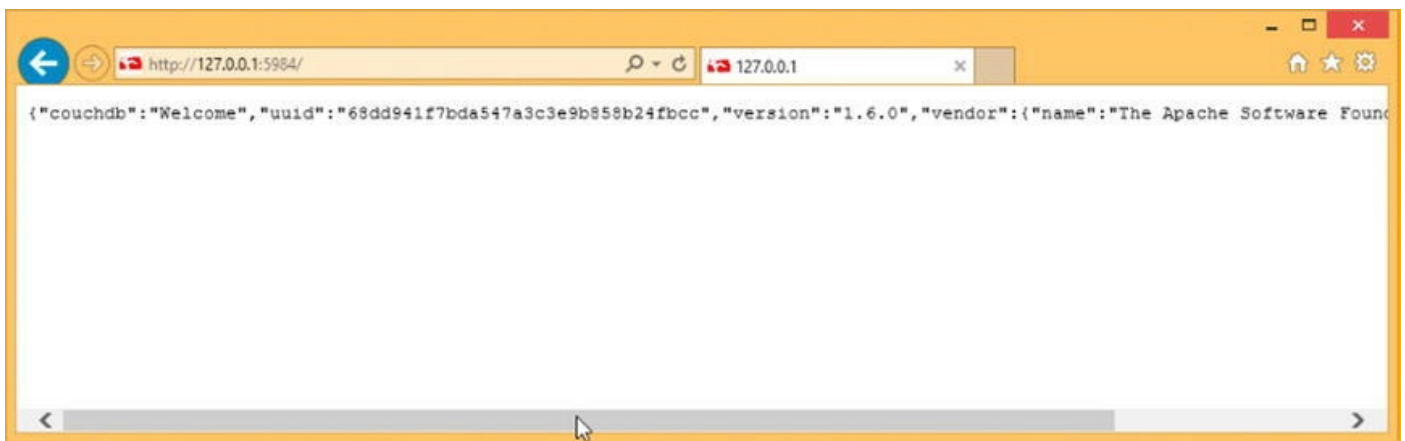 http://127.0.0.1:5984/
127.0.0.1
{"couchdb":"Welcome","uuid":"68dd941f7bda547a3c3e9b858b24fbcc","version":"1.6.0","vendor":{"name":"The Apache Software Found